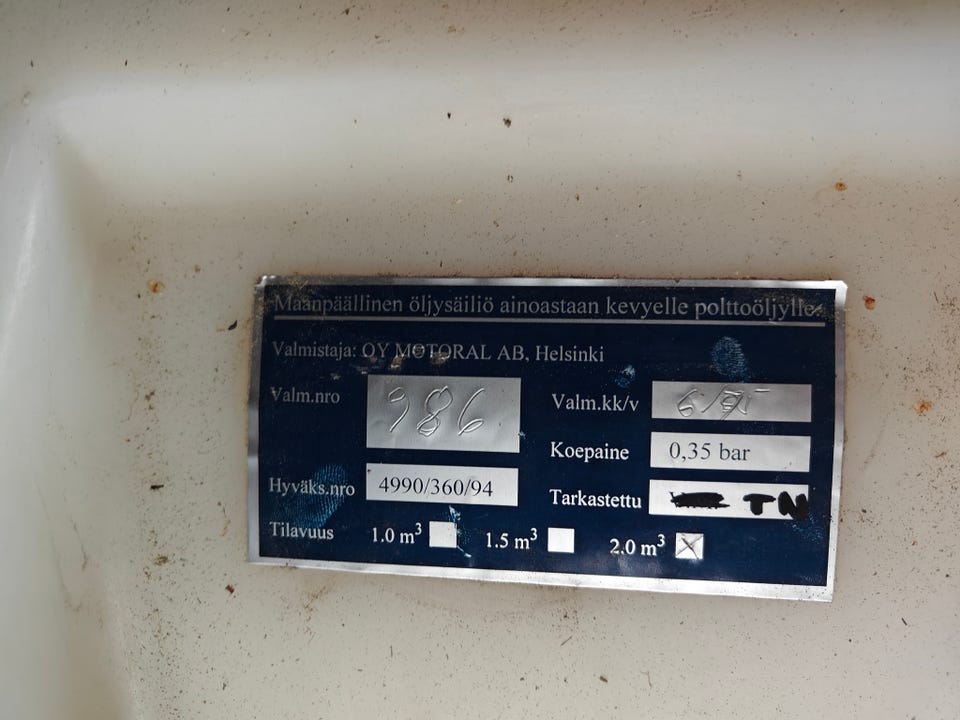 Maanpäällinen öljysäiliö ainoastaan kevyelle polttoöljylle.
Valmistaja: OY MOTORAL AB, Helsinki
Valm.nro 986
Valm.kk/v 6/
Koepaine 0,35 bar
Hyväks.nro 4990/360/94
Tarkastettu TN
Tilavuus 1.0 m³ 1.5 m³ 2.0 m³ X